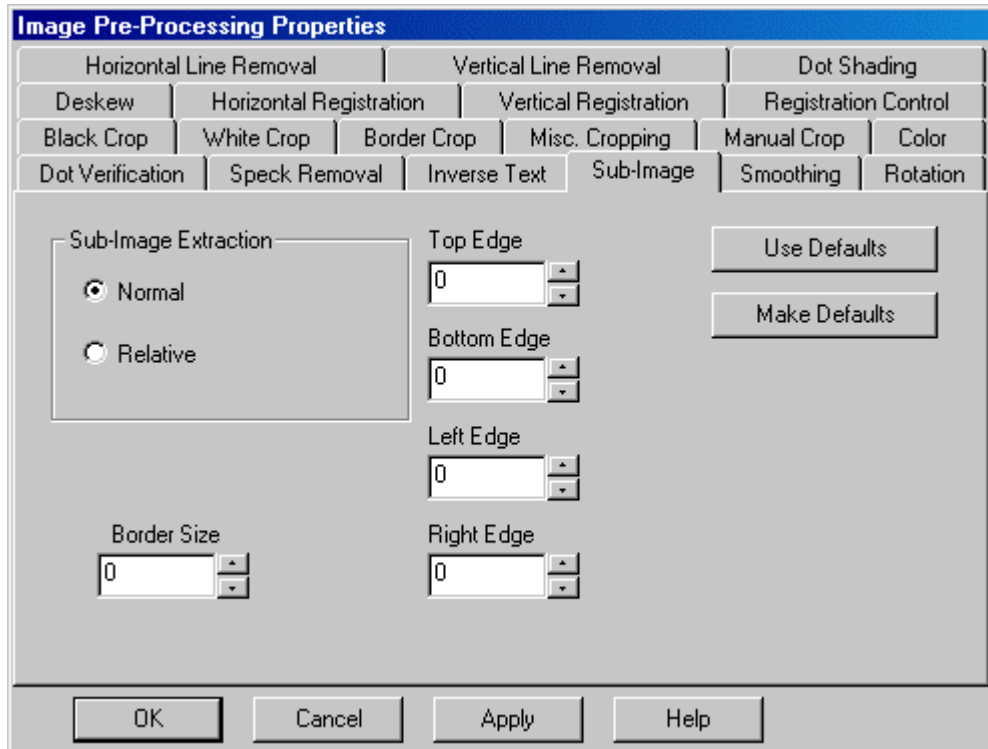 Image Pre-Processing Properties
Horizontal Line Removal Vertical Line Removal Dot Shading
Deskew Horizontal Registration Vertical Registration Registration Control
Black Crop White Crop Border Crop Misc. Cropping Manual Crop Color
Dot Verification Speck Removal Inverse Text Sub-Image Smoothing Rotation
Sub-Image Extraction
Normal
Relative
Border Size
0
Top Edge
0
Bottom Edge
0
Left Edge
0
Right Edge
0
Use Defaults
Make Defaults
OK Cancel Apply Help